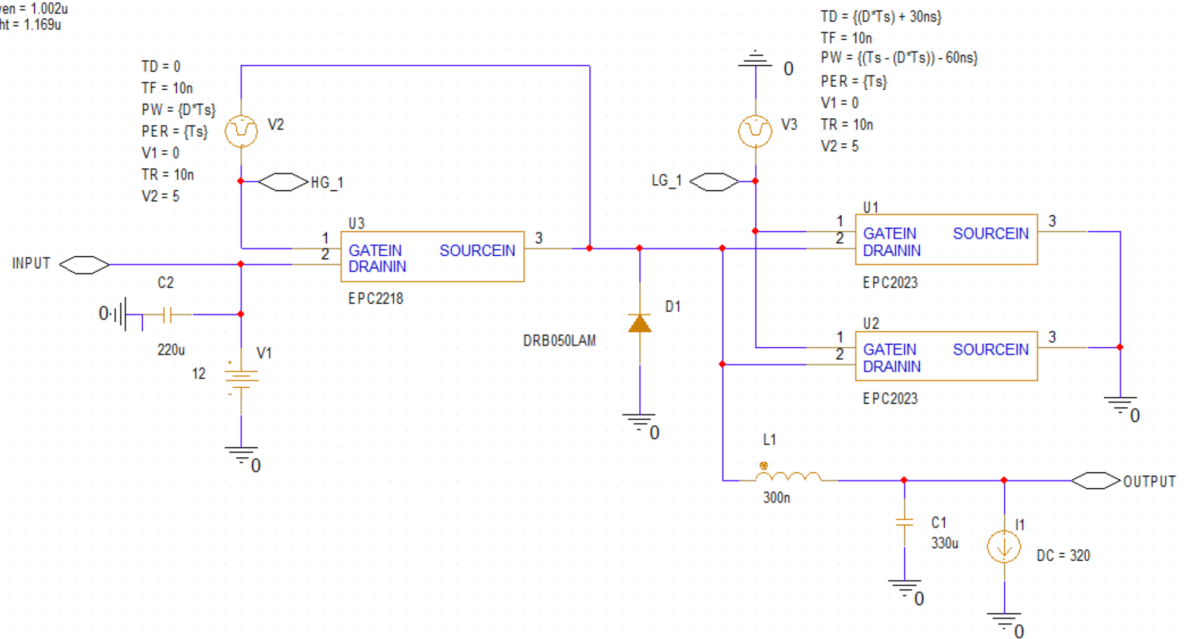 ven = 1.002u
ht = 1.169u
TD = 0
TF = 10n
PW = {D*Ts}
PER = {Ts}
V1 = 0
TR = 10n
V2 = 5
V2
HG_1
TD = {(D*Ts) + 30ns}
TF = 10n
PW = {(Ts - (D*Ts)) - 60ns}
PER = {Ts}
V1 = 0
TR = 10n
V2 = 5
0
V3
LG_1
U3
1
2
GATEIN
DRAININ
SOURCEIN
3
EPC2218
INPUT
C2
0
220u
V1
12
0
D1
DRB050LAM
0
U1
1
2
GATEIN
DRAININ
SOURCEIN
3
EPC2023
U2
1
2
GATEIN
DRAININ
SOURCEIN
3
EPC2023
0
L1
300n
OUTPUT
C1
330u
0
I1
DC = 320
0